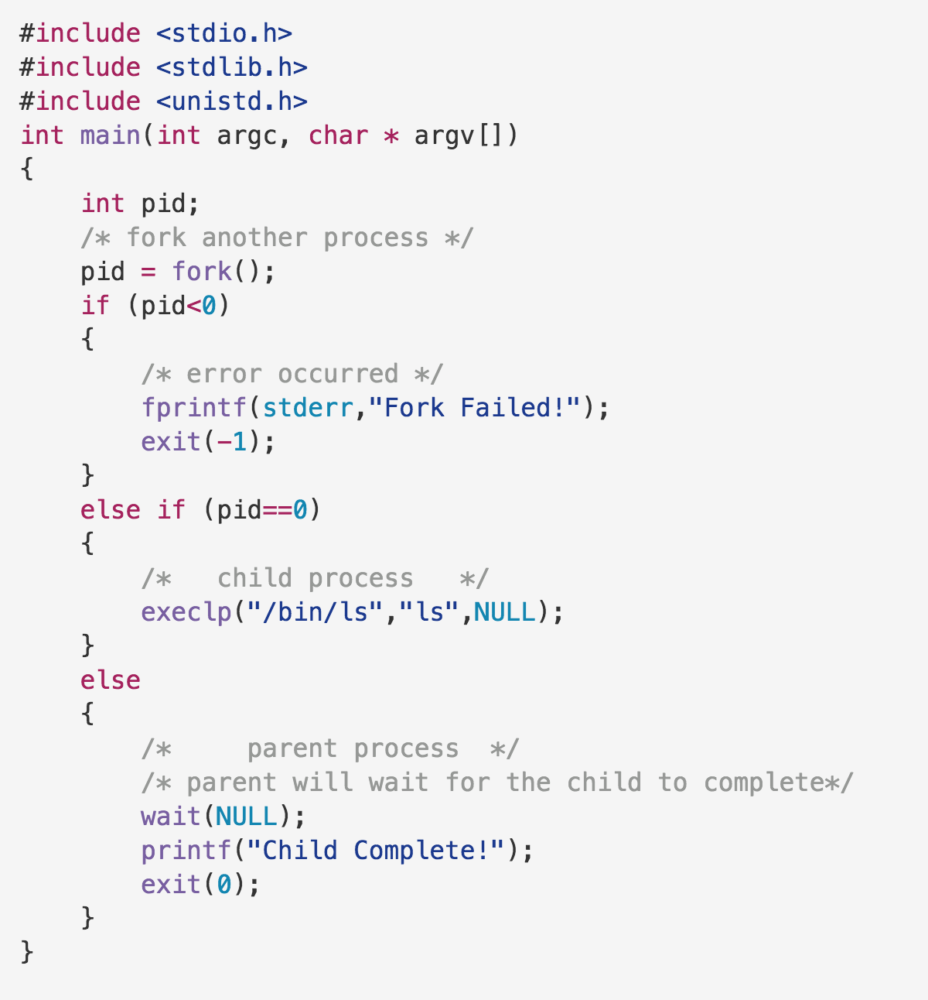 #include <stdio.h>
#include <stdlib.h>
#include <unistd.h>
int main(int argc, char * argv[])
{
    int pid;
    /* fork another process */
    pid = fork();
    if (pid<0)
    {
        /* error occurred */
        fprintf(stderr,"Fork Failed!");
        exit(-1);
    }
    else if (pid==0)
    {
        /*   child process   */
        execlp("/bin/ls","ls",NULL);
    }
    else
    {
        /*     parent process  */
        /* parent will wait for the child to complete*/
        wait(NULL);
        printf("Child Complete!");
        exit(0);
    }
}